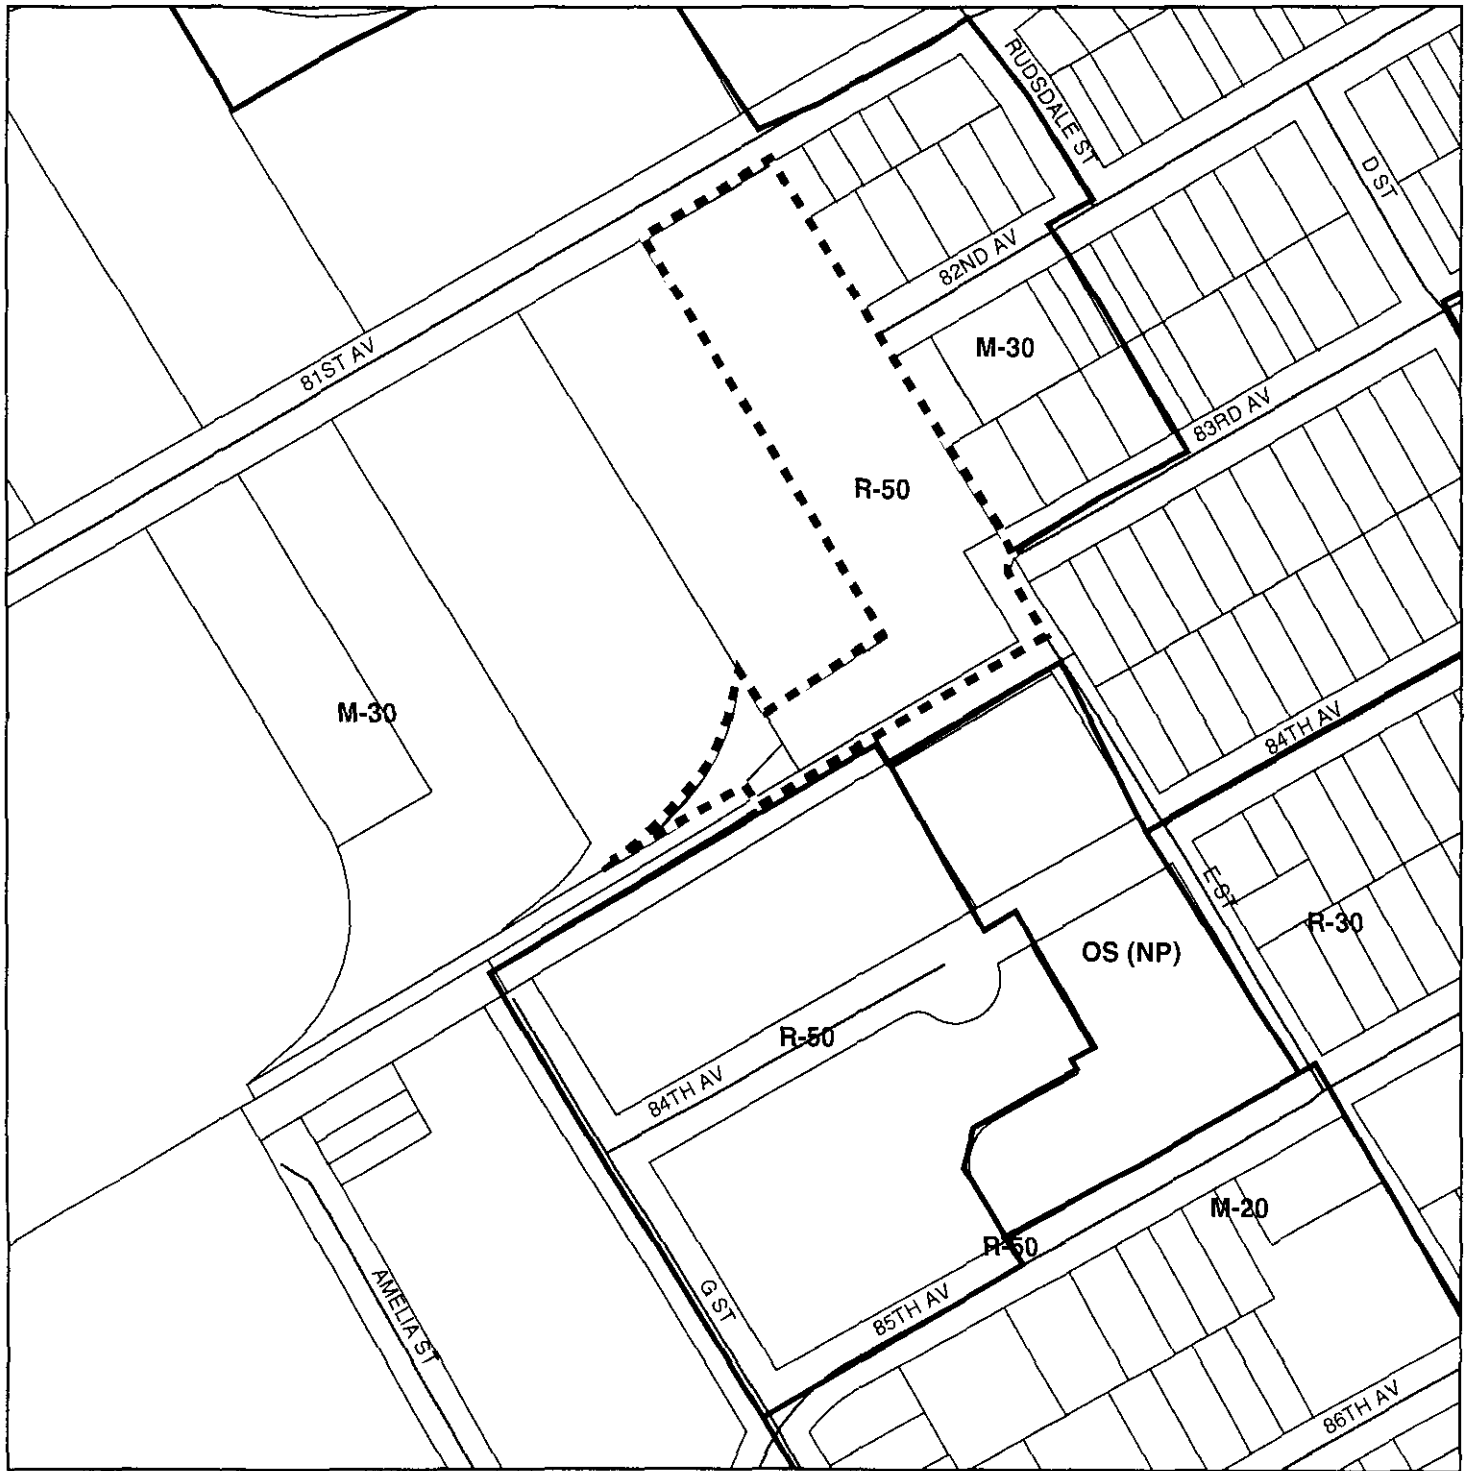 RUDSDALE ST
D ST
82ND AV
M-30
81ST AV
83RD AV
R-50
M-30
84TH AV
E ST
R-30
OS (NP)
R-50
84TH AV
M-20
R-50
G ST
85TH AV
AMELIA ST
86TH AV